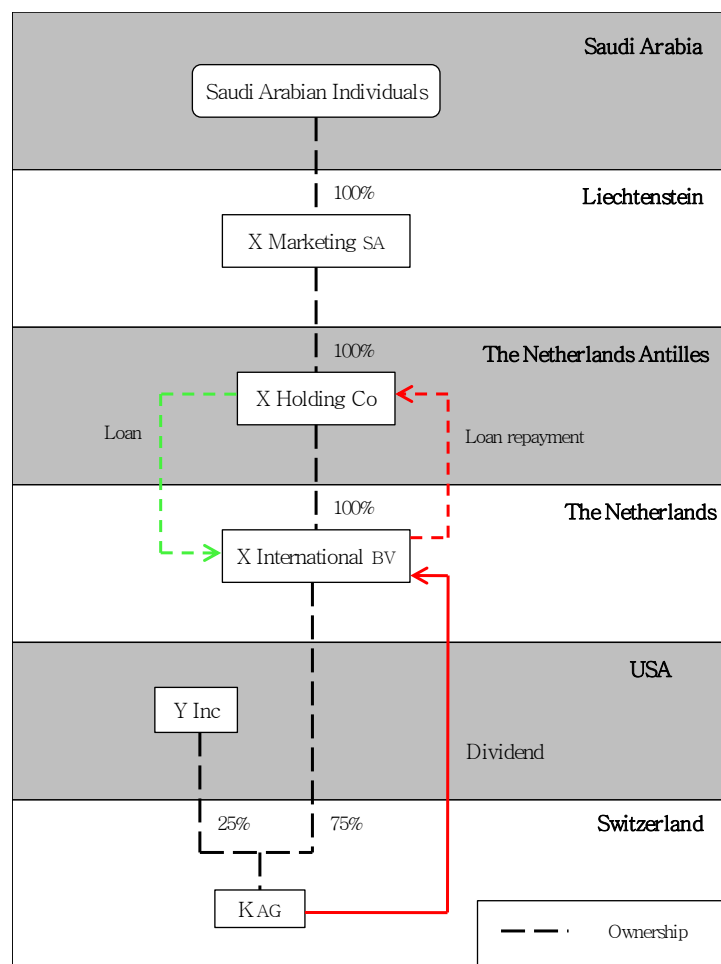 Saudi Arabia
Saudi Arabian Individuals
100%
Liechtenstein
X Marketing SA
100%
The Netherlands Antilles
X Holding Co
Loan
Loan repayment
100%
The Netherlands
X International BV
USA
Y Inc
Dividend
25%
75%
Switzerland
K AG
Ownership